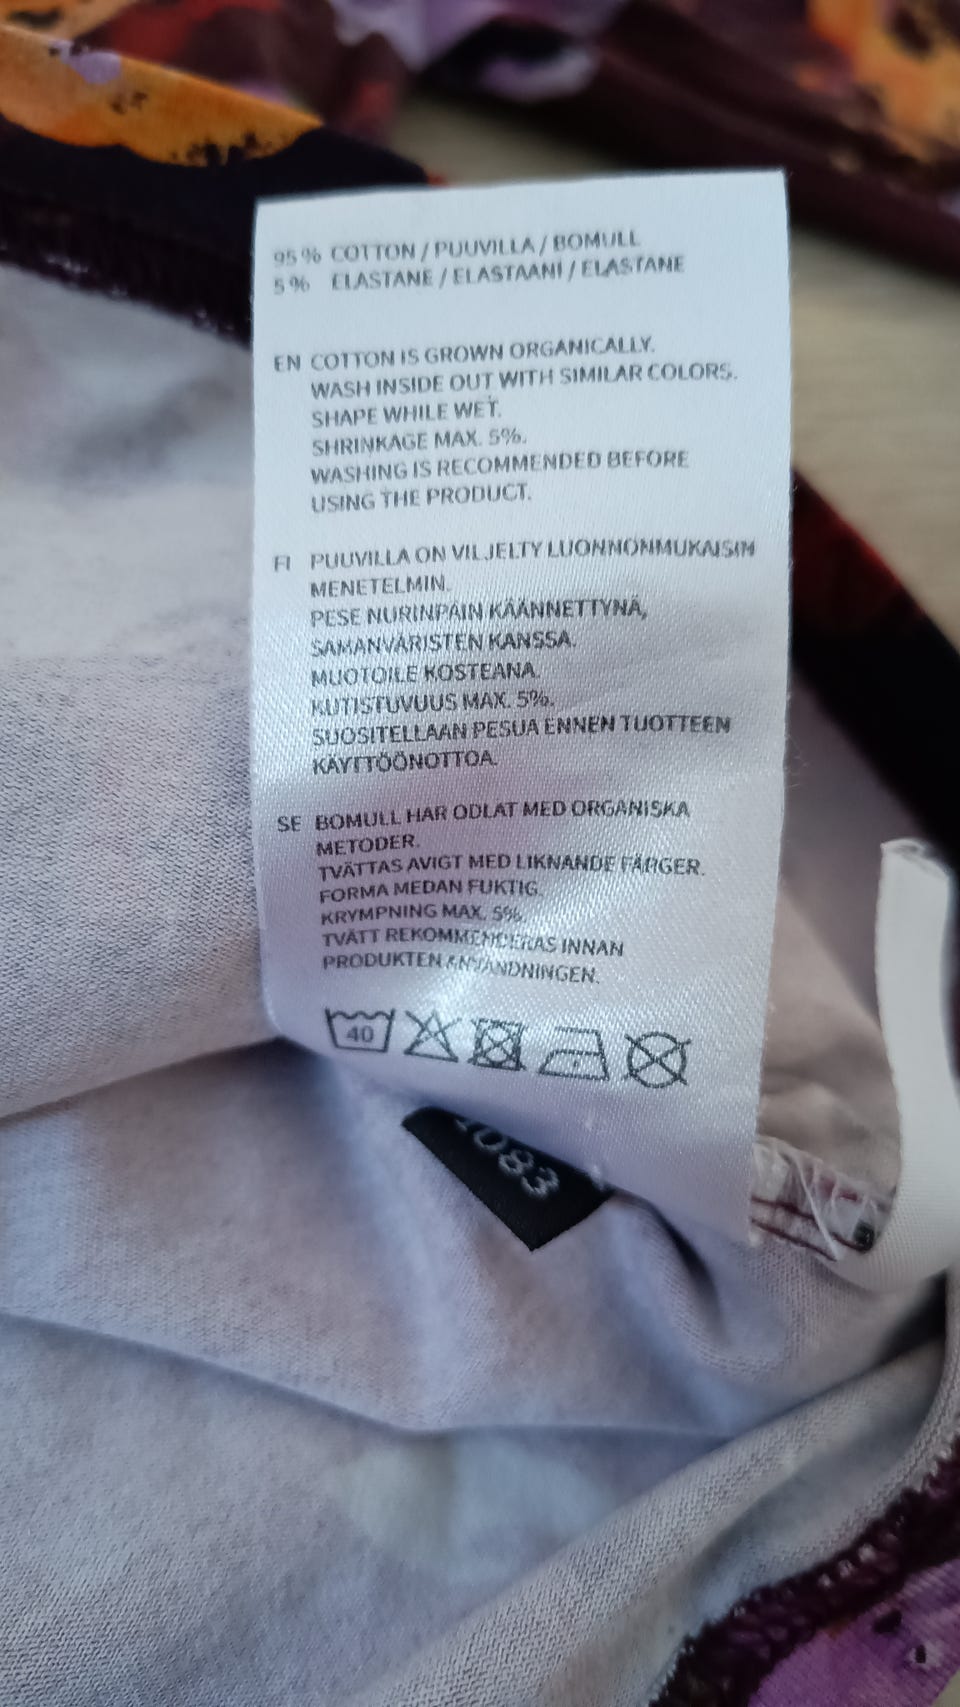 95 % COTTON / PUUVILLA / BOMULL
5 % ELASTANE / ELASTAANI / ELASTANE
EN COTTON IS GROWN ORGANICALLY.
WASH INSIDE OUT WITH SIMILAR COLORS.
SHAPE WHILE WET.
SHRINKAGE MAX. 5%.
WASHING IS RECOMMENDED BEFORE
USING THE PRODUCT.
FI PUUVILLA ON VILJELTY LUONNONMUKAISIN
MENETELMIN.
PESE NURINPÄIN KÄÄNNETTYNÄ,
SAMANVÄRISTEN KANSSA.
MUOTOILE KOSTEANA.
KUTISTUVUUS MAX. 5%.
SUOSITELLAAN PESUA ENNEN TUOTTEEN
KÄYTTÖÖNOTTOA.
SE BOMULL HAR ODLAT MED ORGANISKA
METODER.
TVÄTTAS AVIGT MED LIKNANDE FÄRGER.
FORMA MEDAN FUKTIG.
KRYMPNING MAX. 5%.
TVÄTT REKOMMENDERAS INNAN
PRODUKTEN ANVÄNDNINGEN.
40
1083